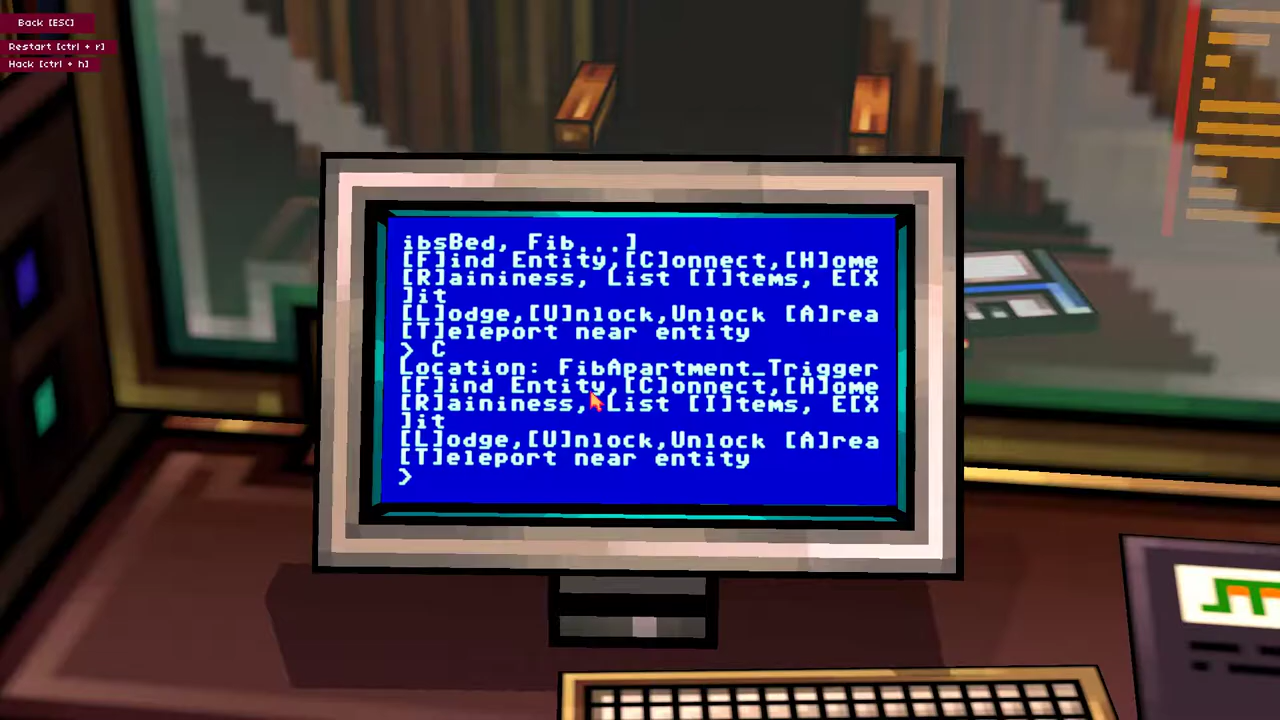 Back [ESC]
Restart [ctrl + r]
Hack [ctrl + h]
ibsBed, Fib...]
[F]ind Entity,[C]onnect,[H]ome
[R]aininess, List [I]tems, E[X
]it
[L]odge,[U]nlock,Unlock [A]rea
[T]eleport near entity
> C
Location: FibApartment_Trigger
[F]ind Entity,[C]onnect,[H]ome
[R]aininess, List [I]tems, E[X
]it
[L]odge,[U]nlock,Unlock [A]rea
[T]eleport near entity
>